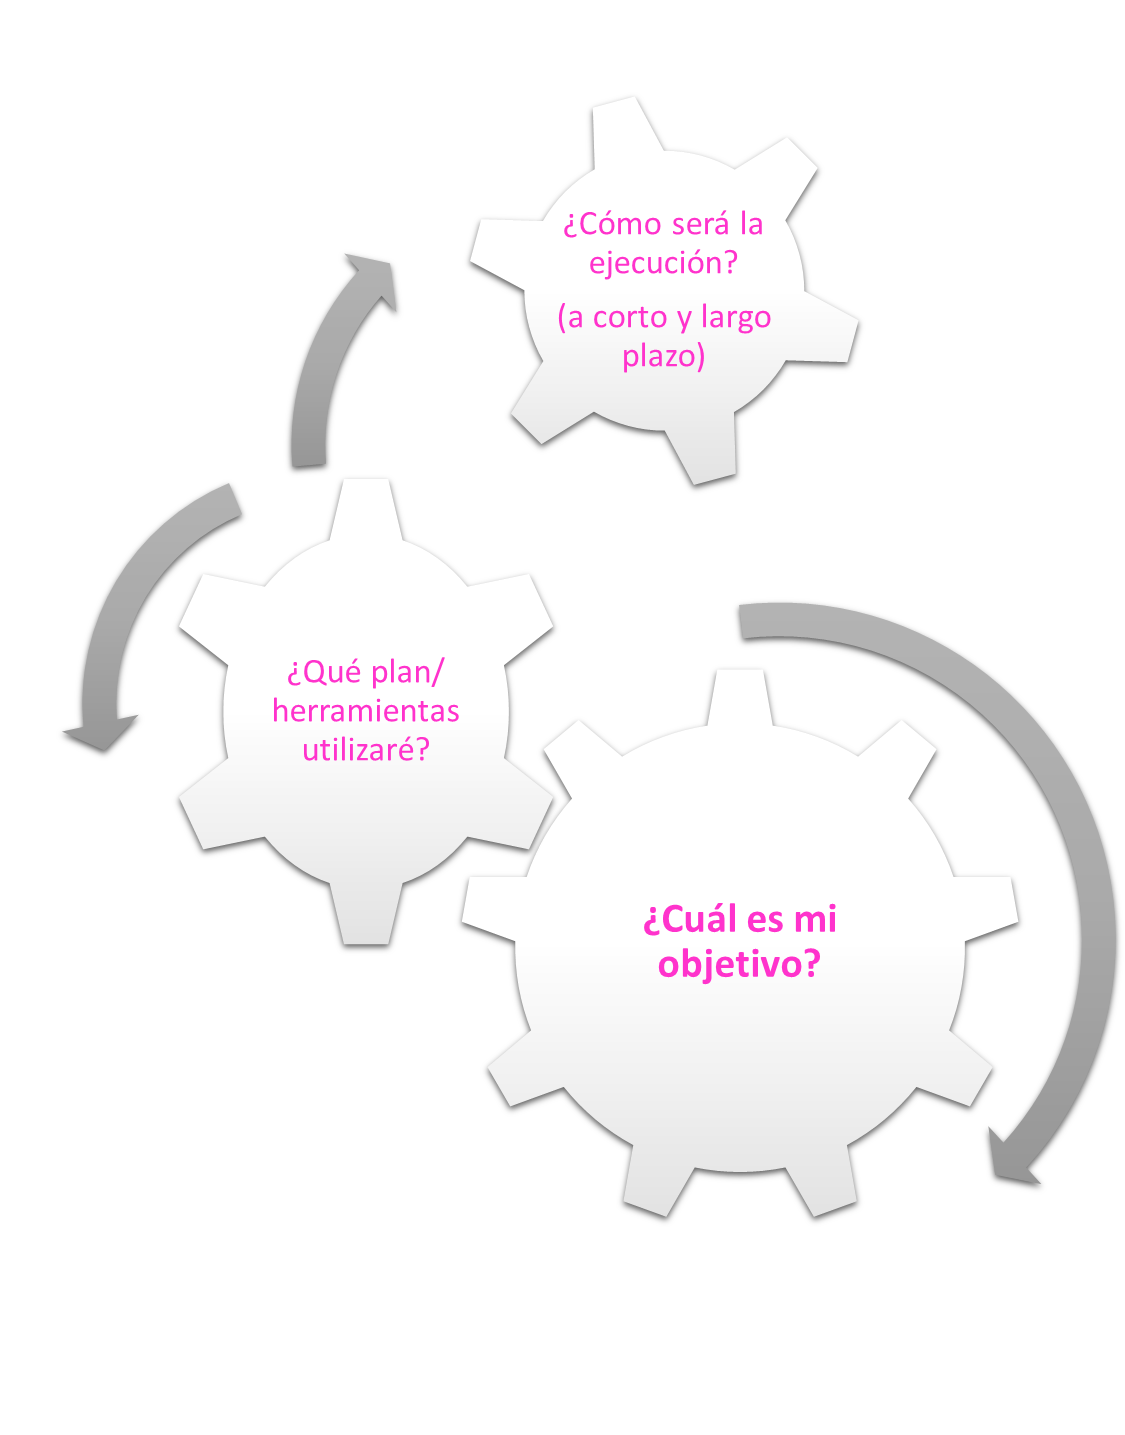 ¿Cómo será la
ejecución?
(a corto y largo
plazo)
¿Qué plan/
herramientas
utilizaré?
¿Cuál es mi
objetivo?